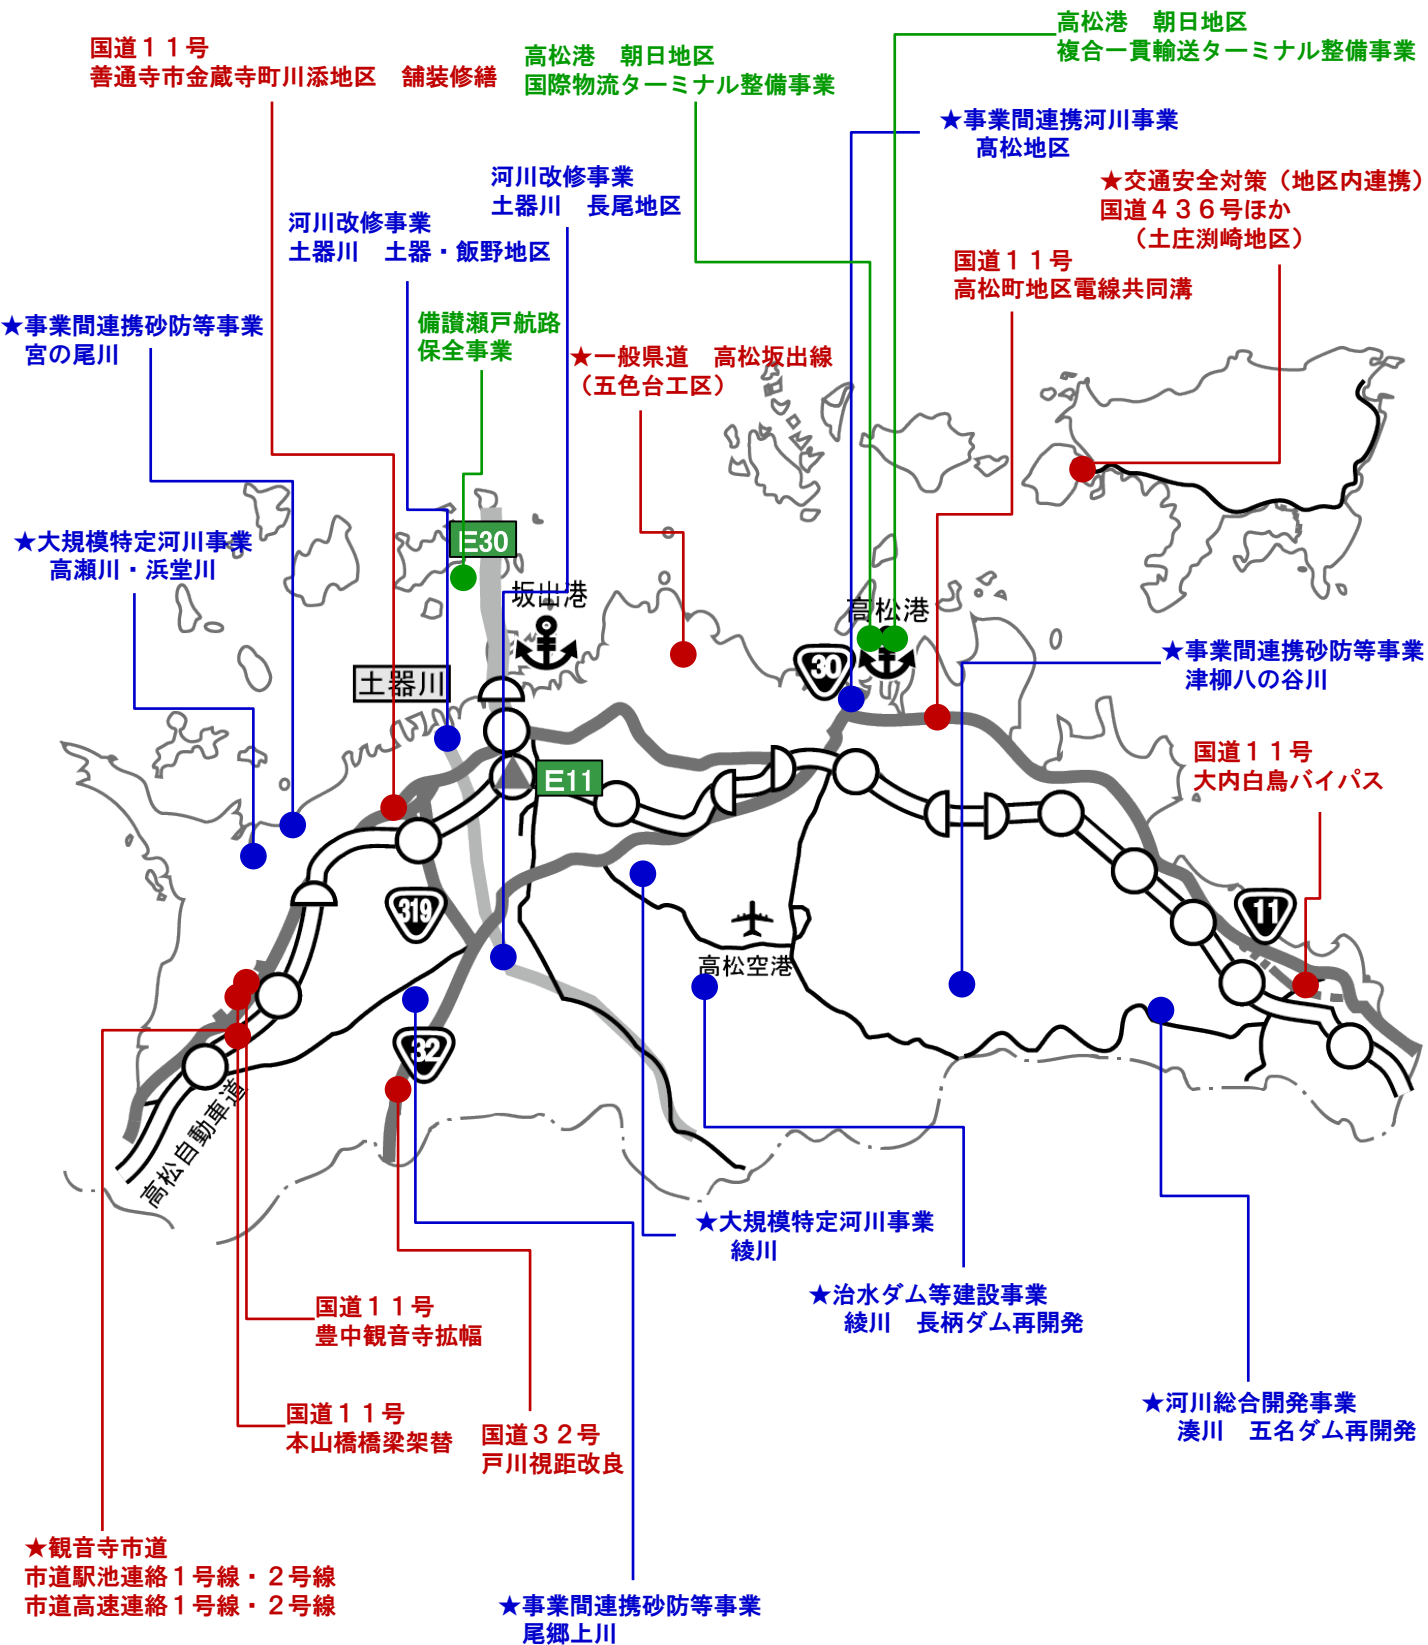 国道１１号
善通寺市金蔵寺町川添地区　舗装修繕
高松港　朝日地区
国際物流ターミナル整備事業
高松港　朝日地区
複合一貫輸送ターミナル整備事業
★事業間連携河川事業
髙松地区
河川改修事業
土器川　長尾地区
★交通安全対策（地区内連携）
国道４３６号ほか
（土庄渕崎地区）
河川改修事業
土器川　土器・飯野地区
国道１１号
高松町地区電線共同溝
★事業間連携砂防等事業
宮の尾川
備讃瀬戸航路
保全事業
★一般県道　高松坂出線
（五色台工区）
★大規模特定河川事業
高瀬川・浜堂川
E30
坂出港
高松港
30
土器川
★事業間連携砂防等事業
津柳八の谷川
国道１１号
大内白鳥バイパス
E11
319
11
高松空港
32
高松自動車道
★大規模特定河川事業
綾川
★治水ダム等建設事業
綾川　長柄ダム再開発
国道１１号
豊中観音寺拡幅
国道１１号
本山橋橋梁架替
国道３２号
戸川視距改良
★河川総合開発事業
湊川　五名ダム再開発
★観音寺市道
市道駅池連絡１号線・２号線
市道高速連絡１号線・２号線
★事業間連携砂防等事業
尾郷上川